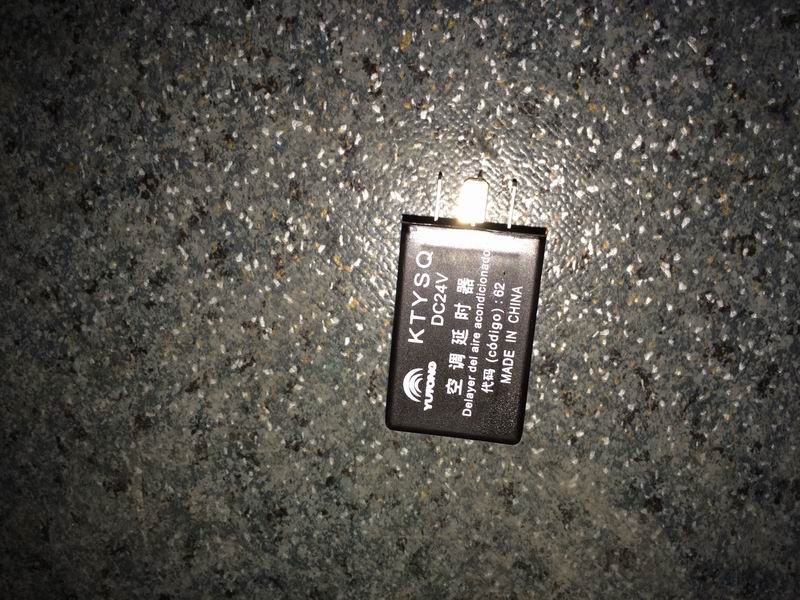 YUTONG
KTYSQ
DC24V
空调延时器
Delayer del aire acondicionado
代码 (código) : 62
MADE IN CHINA